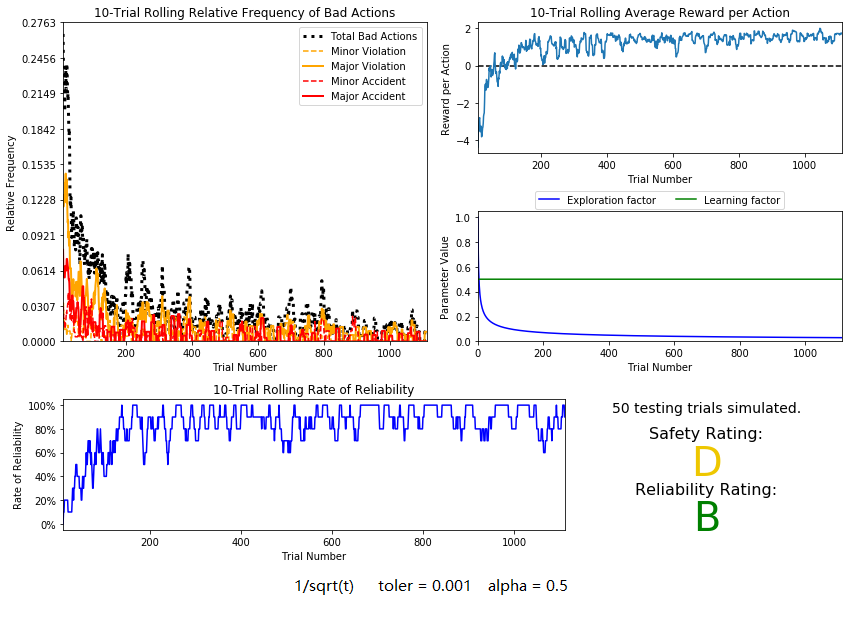 10-Trial Rolling Relative Frequency of Bad Actions
Relative Frequency
0.2763
0.2456
0.2149
0.1842
0.1535
0.1228
0.0921
0.0614
0.0307
0.0000
Total Bad Actions
Minor Violation
Major Violation
Minor Accident
Major Accident
200 400 600 800 1000
Trial Number
10-Trial Rolling Average Reward per Action
Reward per Action
2
0
−2
−4
200 400 600 800 1000
Trial Number
Exploration factor Learning factor
Parameter Value
1.0
0.8
0.6
0.4
0.2
0.0
0 200 400 600 800 1000
Trial Number
10-Trial Rolling Rate of Reliability
Rate of Reliability
100%
80%
60%
40%
20%
0%
200 400 600 800 1000
Trial Number
50 testing trials simulated.
Safety Rating:
D
Reliability Rating:
B
1/sqrt(t) toler = 0.001 alpha = 0.5